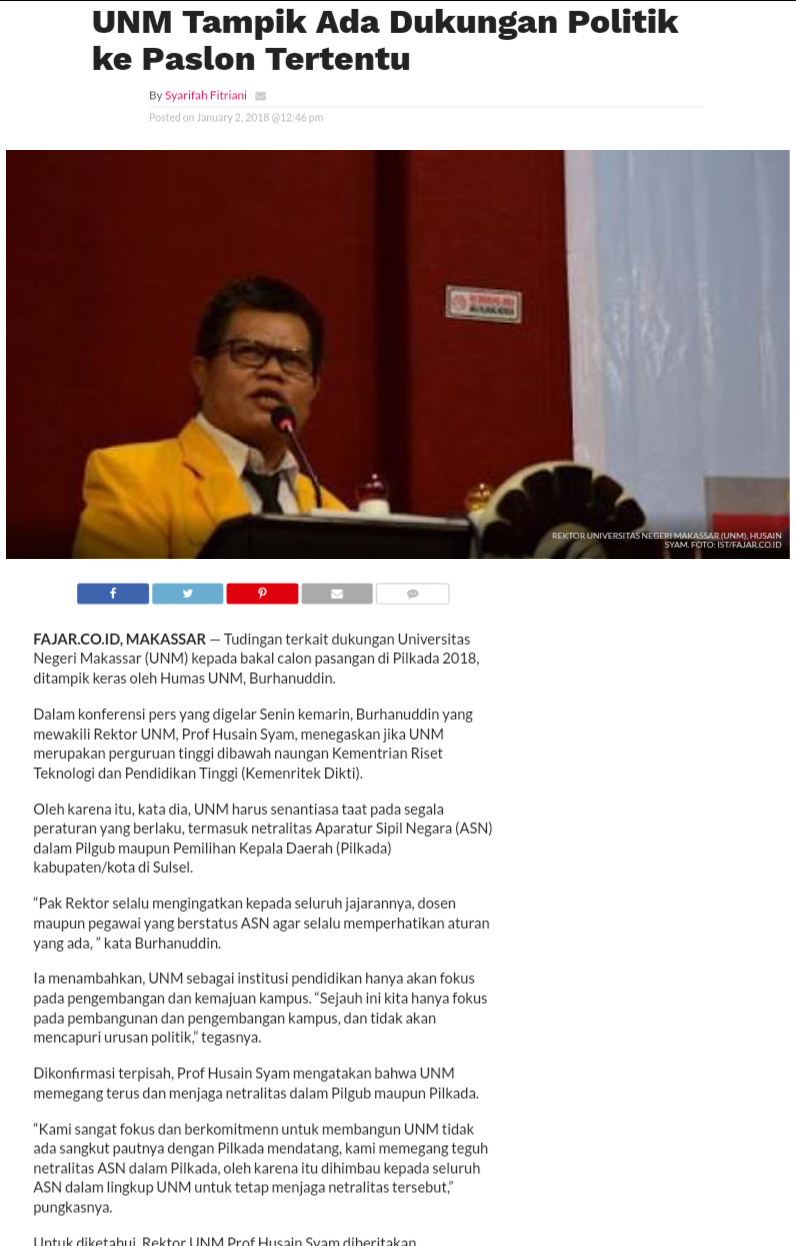 UNM Tampik Ada Dukungan Politik
ke Paslon Tertentu
By Syarifah Fitriani
Posted on January 2, 2018 @12:46 pm
REKTOR UNIVERSITAS NEGERI MAKASSAR (UNM), HUSAIN
SYAM. FOTO: IST/FAJAR.CO.ID
FAJAR.CO.ID, MAKASSAR — Tudingan terkait dukungan Universitas
Negeri Makassar (UNM) kepada bakal calon pasangan di Pilkada 2018,
ditampik keras oleh Humas UNM, Burhanuddin.
Dalam konferensi pers yang digelar Senin kemarin, Burhanuddin yang
mewakili Rektor UNM, Prof Husain Syam, menegaskan jika UNM
merupakan perguruan tinggi dibawah naungan Kementrian Riset
Teknologi dan Pendidikan Tinggi (Kemenritek Dikti).
Oleh karena itu, kata dia, UNM harus senantiasa taat pada segala
peraturan yang berlaku, termasuk netralitas Aparatur Sipil Negara (ASN)
dalam Pilgub maupun Pemilihan Kepala Daerah (Pilkada)
kabupaten/kota di Sulsel.
“Pak Rektor selalu mengingatkan kepada seluruh jajarannya, dosen
maupun pegawai yang berstatus ASN agar selalu memperhatikan aturan
yang ada, ” kata Burhanuddin.
Ia menambahkan, UNM sebagai institusi pendidikan hanya akan fokus
pada pengembangan dan kemajuan kampus. “Sejauh ini kita hanya fokus
pada pembangunan dan pengembangan kampus, dan tidak akan
mencapuri urusan politik,” tegasnya.
Dikonfirmasi terpisah, Prof Husain Syam mengatakan bahwa UNM
memegang terus dan menjaga netralitas dalam Pilgub maupun Pilkada.
“Kami sangat fokus dan berkomitmenn untuk membangun UNM tidak
ada sangkut pautnya dengan Pilkada mendatang, kami memegang teguh
netralitas ASN dalam Pilkada, oleh karena itu dihimbau kepada seluruh
ASN dalam lingkup UNM untuk tetap menjaga netralitas tersebut,”
pungkasnya.
Untuk diketahui, Rektor UNM Prof Husain Syam diberitakan